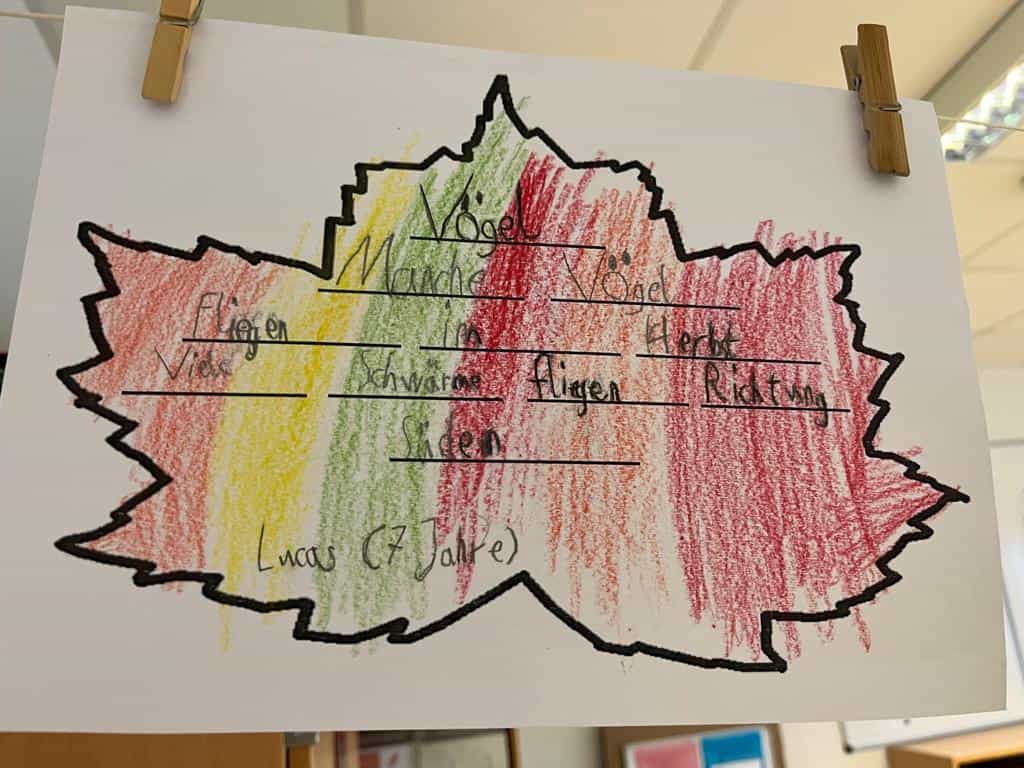 Vögel
Manche Vögel
Fliegen im Herbst
Viele Schwärme fliegen Richtung
Süden
Lucas (7 Jahre)